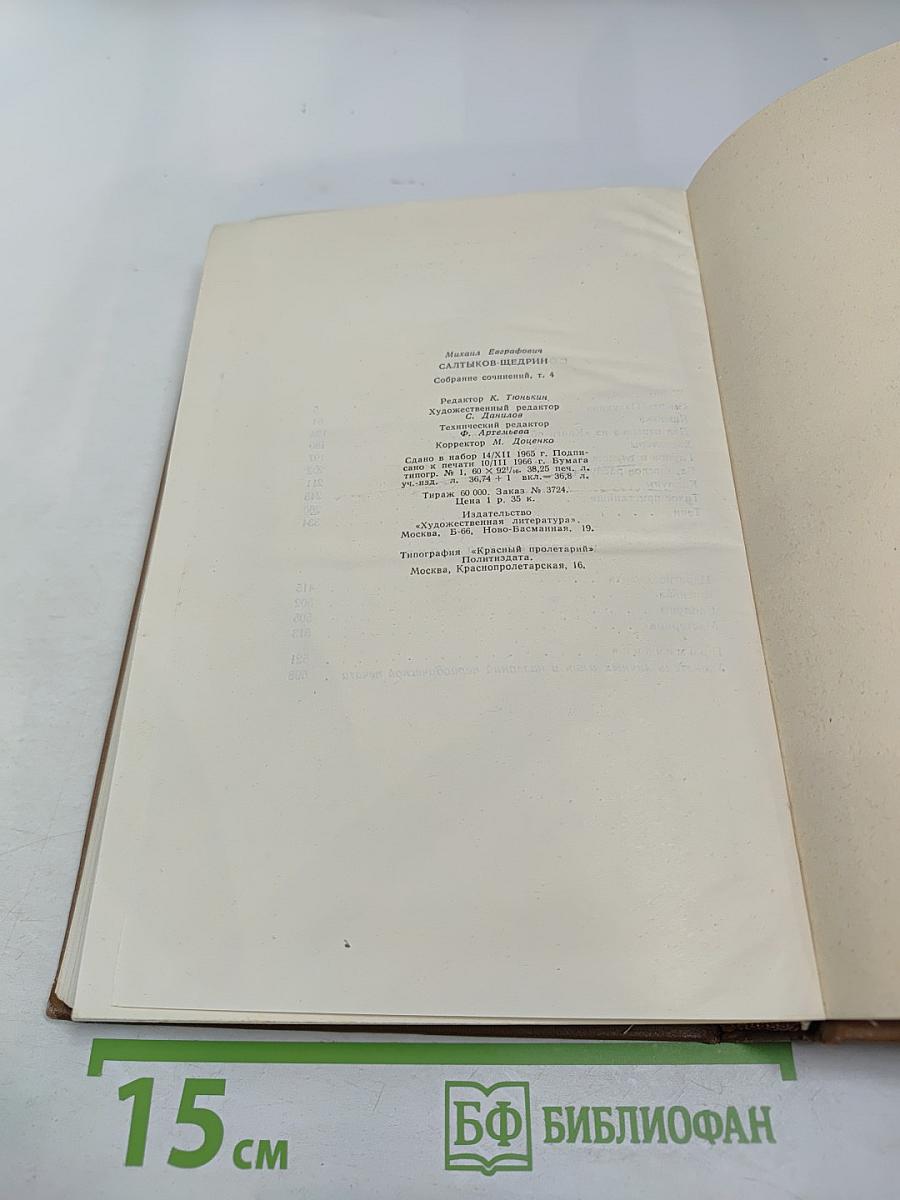 Михаил Евграфович
САЛТЫКОВ-ЩЕДРИН
Собрание сочинений, т. 4
Редактор К. Тюнькин
Художественный редактор
С. Данилов
Технический редактор
Ф. Артемьева
Корректор М. Доценко
Сдано в набор 14/XII 1965 г. Подпи-
сано к печати 10/III 1966 г. Бумага
типогр. № 1, 60 × 92¹/₁₆. 38,25 печ. л.
уч.-изд. л. 36,74 + 1 вкл.= 36,8 л.
Тираж 60 000. Заказ № 3724.
Цена 1 р. 35 к.
Издательство
«Художественная литература».
Москва, Б-66, Ново-Басманная, 19.
Типография «Красный пролетарий»
Политиздата.
Москва, Краснопролетарская, 16.
15 см
БФ БИБЛИОФАН